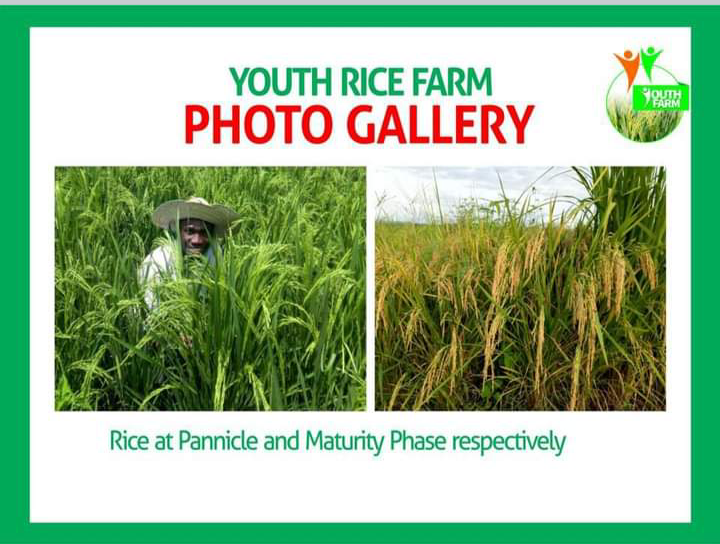 YOUTH RICE FARM
PHOTO GALLERY
YOUTH
FARM
Rice at Pannicle and Maturity Phase respectively